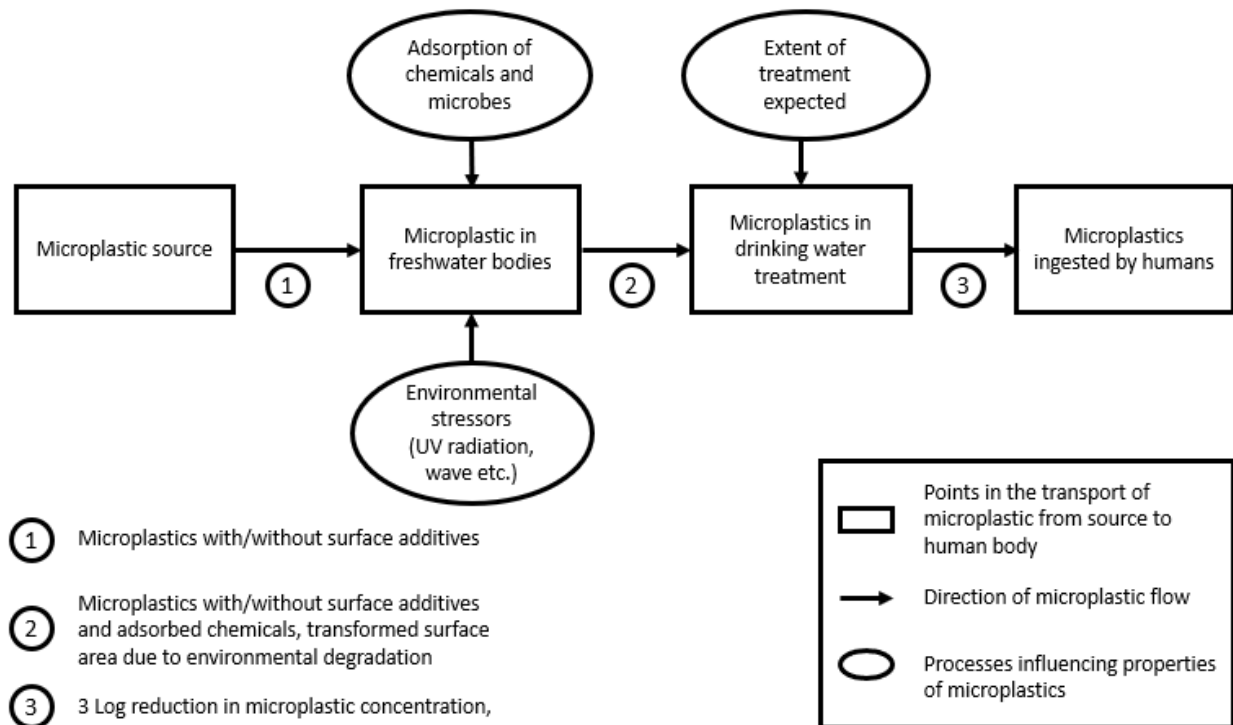 Adsorption of
chemicals and
microbes
Extent of
treatment
expected
Microplastic source
Microplastic in
freshwater bodies
Microplastics in
drinking water
treatment
Microplastics
ingested by humans
1
2
3
Environmental
stressors
(UV radiation,
wave etc.)
1 Microplastics with/without surface additives
2 Microplastics with/without surface additives
and adsorbed chemicals, transformed surface
area due to environmental degradation
3 3 Log reduction in microplastic concentration,
Points in the transport of
microplastic from source to
human body
Direction of microplastic flow
Processes influencing properties
of microplastics